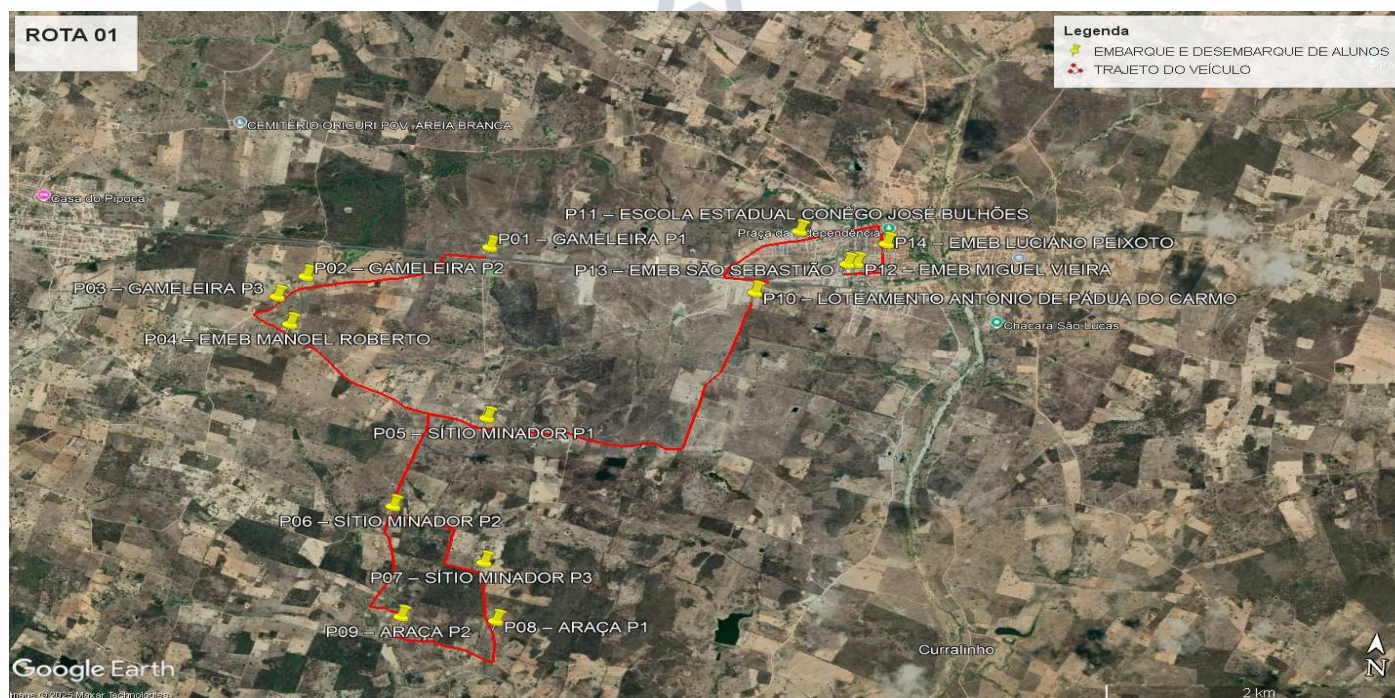 ROTA 01
Legenda
EMBARQUE E DESEMBARQUE DE ALUNOS
TRAJETO DO VEÍCULO
CEMITÉRIO ORICURI POV. AREIA BRANCA
Casa do Pipoca
P11 – ESCOLA ESTADUAL CONÊGO JOSÉ BULHÕES
P01 – GAMELEIRA P1
P14 – EMEB LUCIANO PEIXOTO
P02 – GAMELEIRA P2
P13 – EMEB SÃO SEBASTIÃO
P12 – EMEB MIGUEL VIEIRA
P03 – GAMELEIRA P3
P10 – LOTEAMENTO ANTÔNIO DE PÁDUA DO CARMO
Chácara São Lucas
P04 – EMEB MANOEL ROBERTO
P05 – SÍTIO MINADOR P1
P06 – SÍTIO MINADOR P2
P07 – SÍTIO MINADOR P3
P09 – ARAÇA P2
P08 – ARAÇA P1
Curralinho
Google Earth
N
Image © 2025 Maxar Technologies
2 km